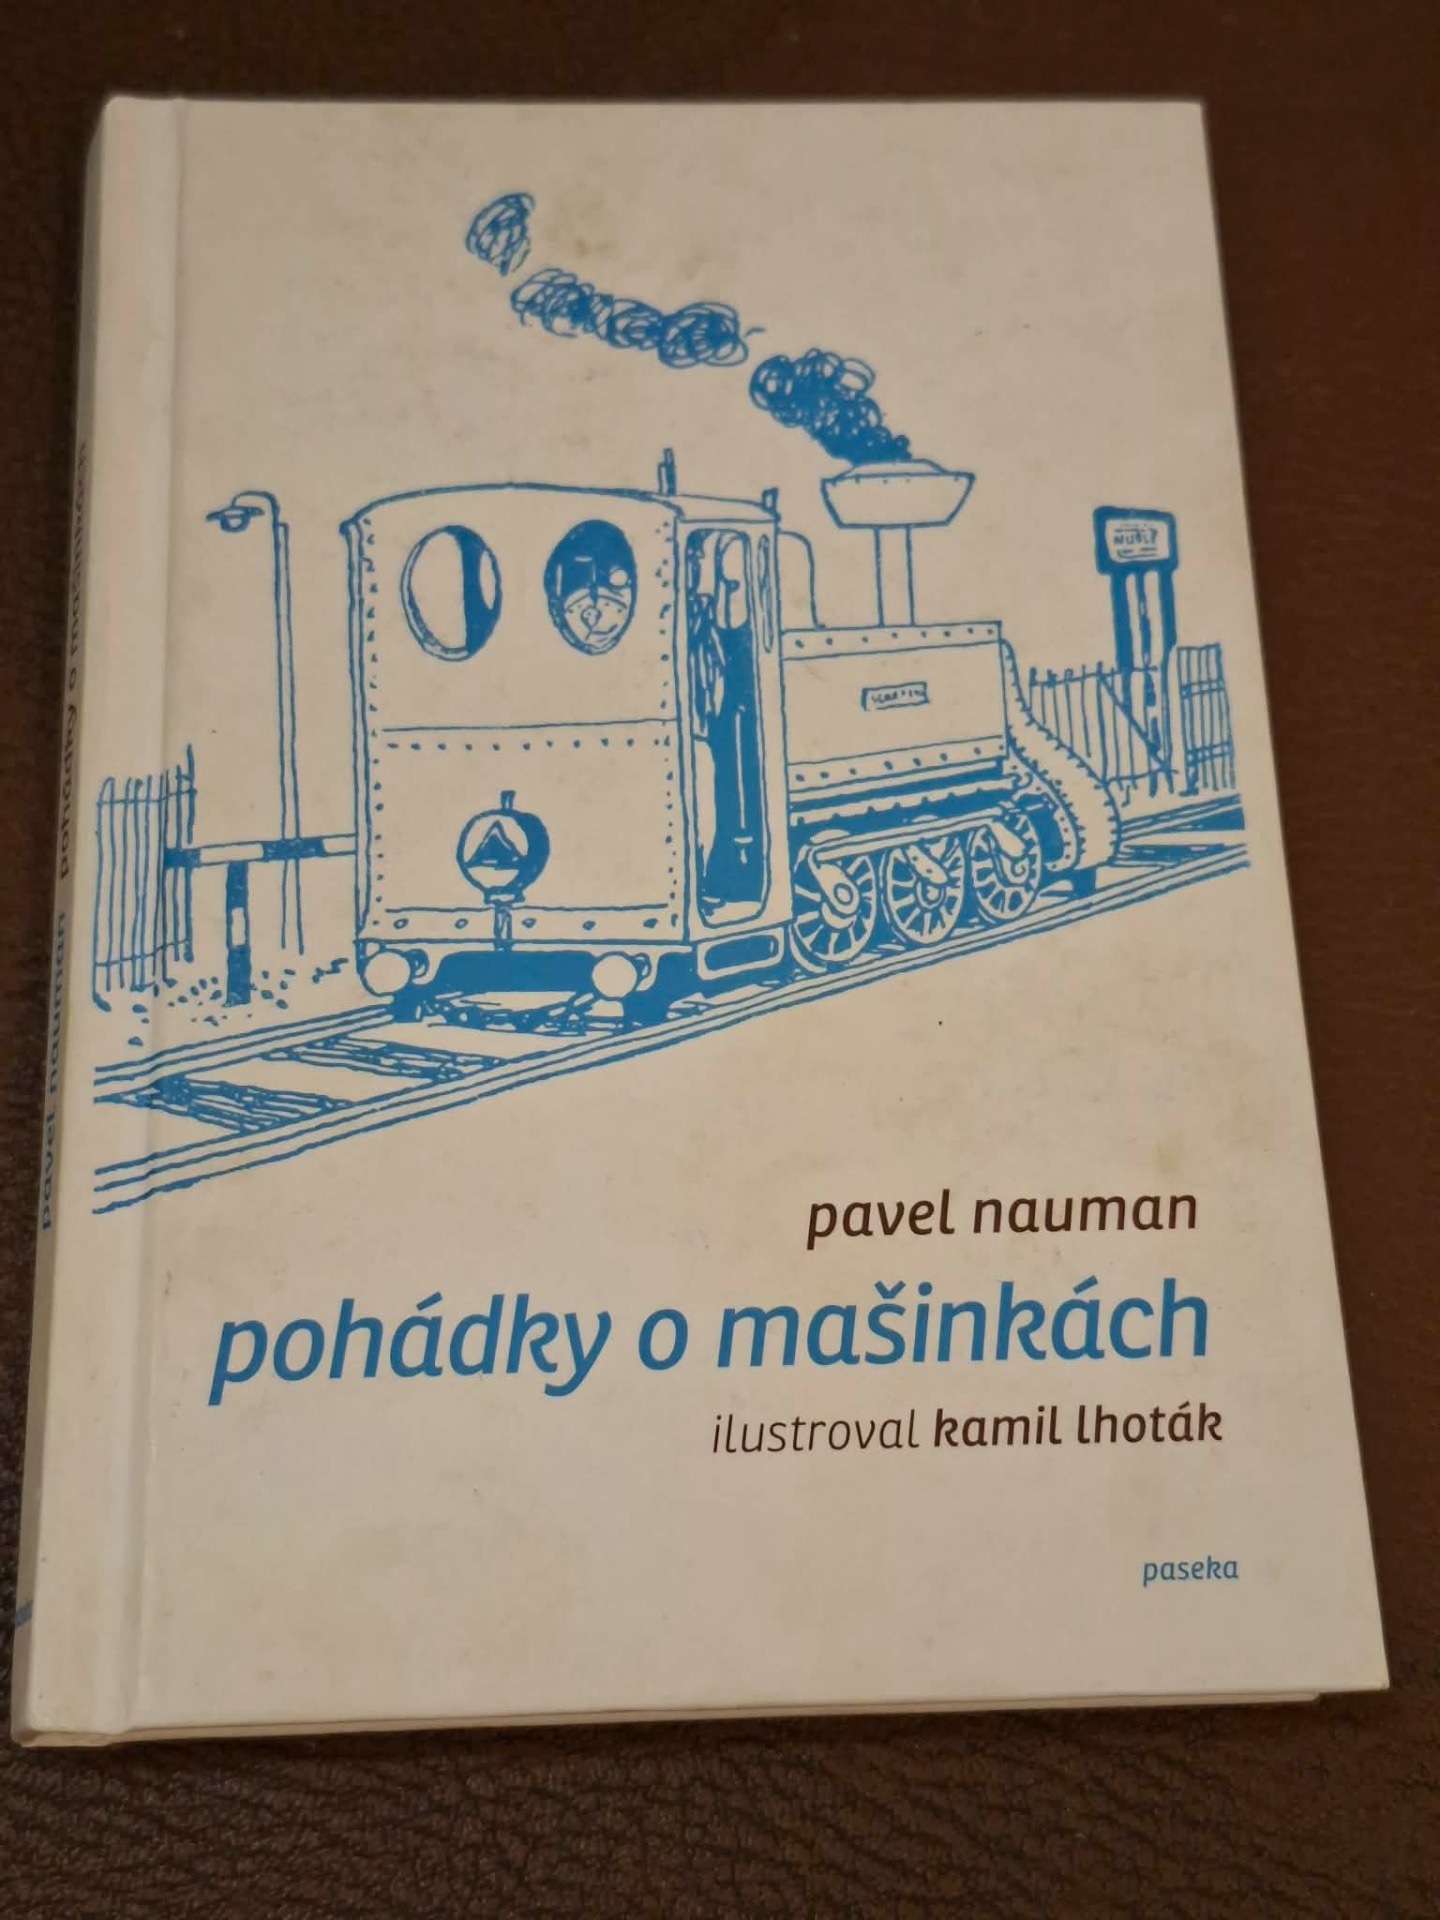 pavel nauman
pohádky o mašinkách
ilustroval kamil lhoták
paseka
pavel nauman pohádky o mašinkách